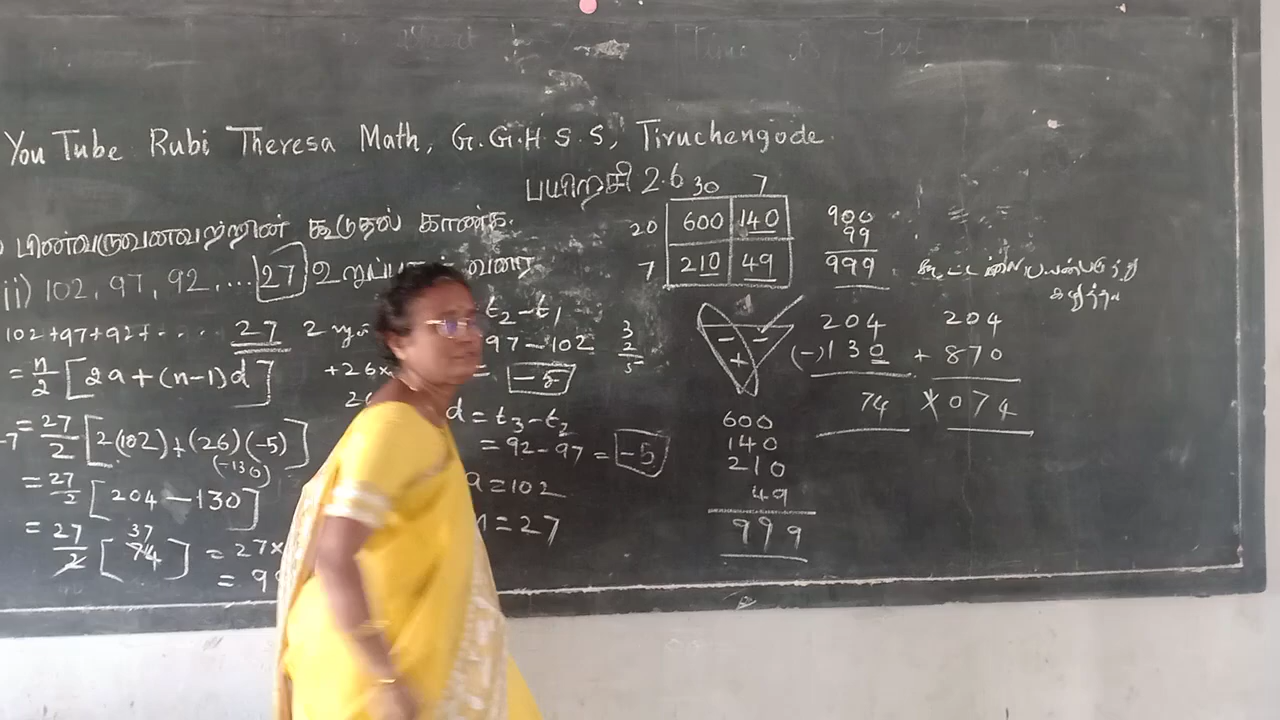 You Tube Rubi Theresa Math, G.G.H.S.S, Tiruchengode.
பயிற்சி 2.6
பின்வருவனவற்றின் கூடுதல் காண்க.
ii) 102, 97, 92, .... 27 உறுப்புகள் வரை
102+97+92+ .... 27
= n/2 [2a+(n-1)d]
= 27/2 [2(102)+(26)(-5)]
(-130)
= 27/2 [204-130]
= 27/2 [74] = 27×
37
t2-t1
97-102
= -5
d = t3-t2
= 92-97 = -5
a = 102
n = 27
3
2
5
30 7
20 600 140
7 210 49
- -
+
600
140
210
49
999
900
99
999
204
(-) 130
74
204
+ 870
1074